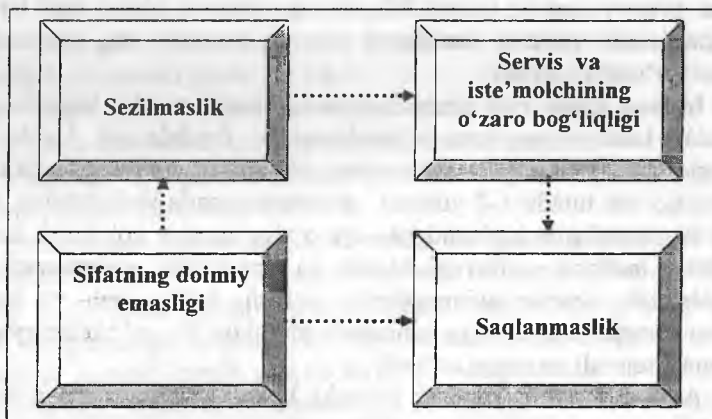 Sezilmaslik
Servis va
iste’molchining
o‘zaro bog‘liqligi
Sifatning doimiy
emasligi
Saqlanmaslik